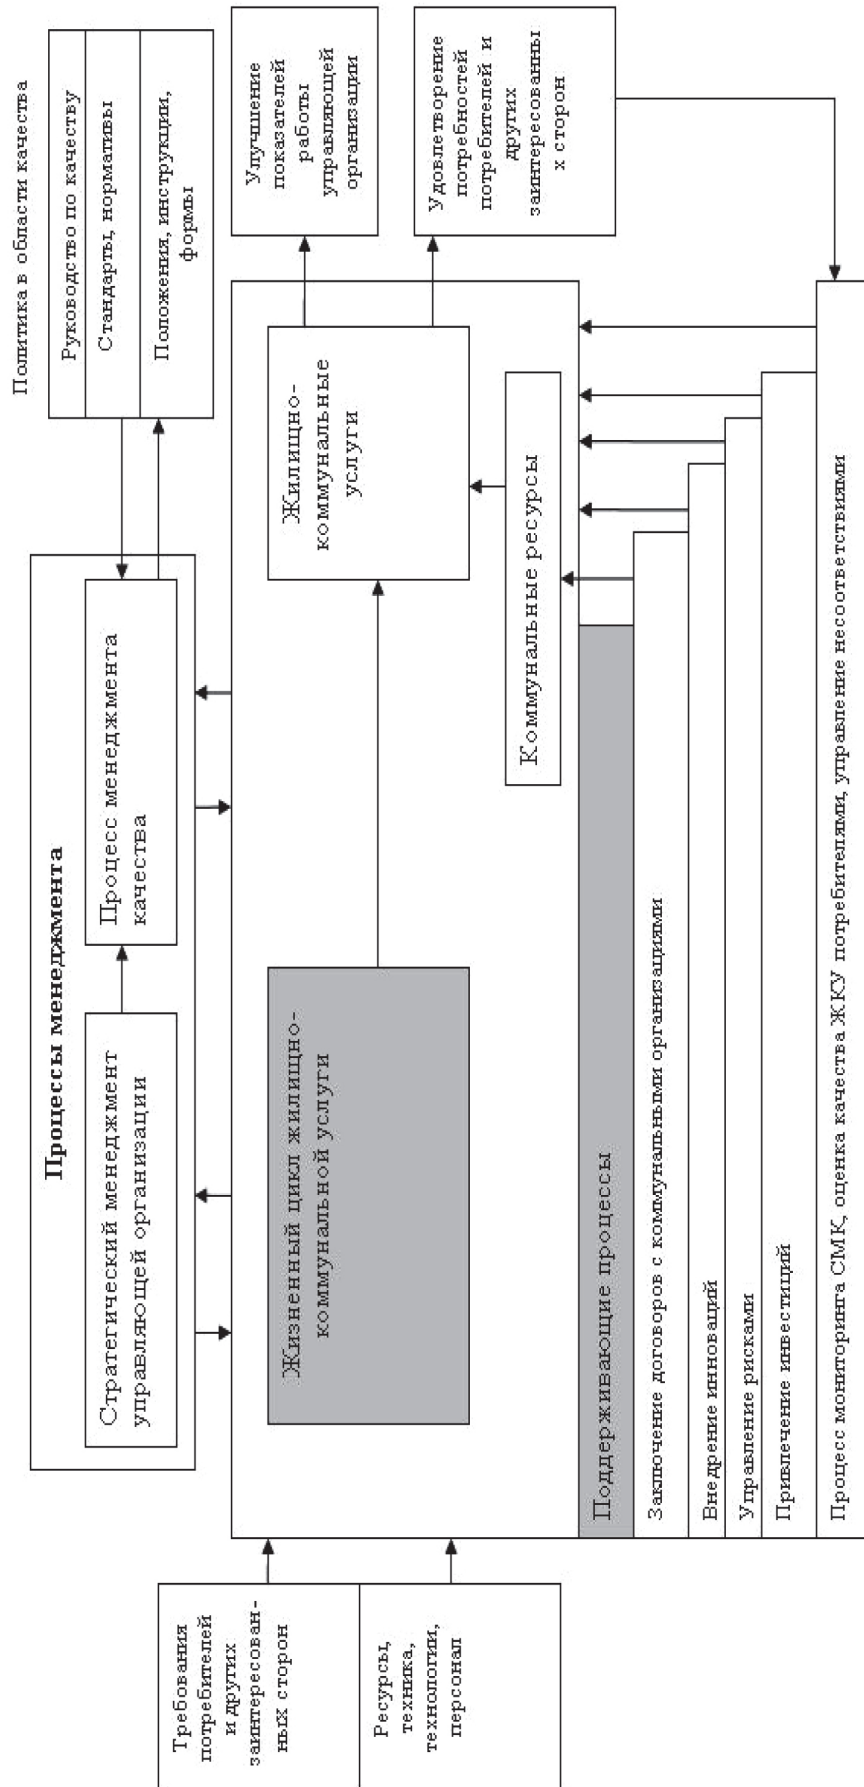 Политика в области качества
Руководство по качеству
Стандарты, нормативы
Положения, инструкции,
формы
Процессы менеджмента
Стратегический менеджмент
управляющей организации
Процесс менеджмента
качества
Требования
потребителей
и других
заинтересован-
ных сторон
Ресурсы,
техника,
технологии,
персонал
Жизненный цикл жилищно-
коммунальной услуги
Жилищно-
коммунальные
услуги
Коммунальные ресурсы
Улучшение
показателей
работы
управляющей
организации
Удовлетворение
потребностей
потребителей и
других
заинтересованны
х сторон
Поддерживающие процессы
Заключение договоров с коммунальными организациями
Внедрение инноваций
Управление рисками
Привлечение инвестиций
Процесс мониторинга СМК, оценка качества ЖКУ потребителями, управление несоответствиями